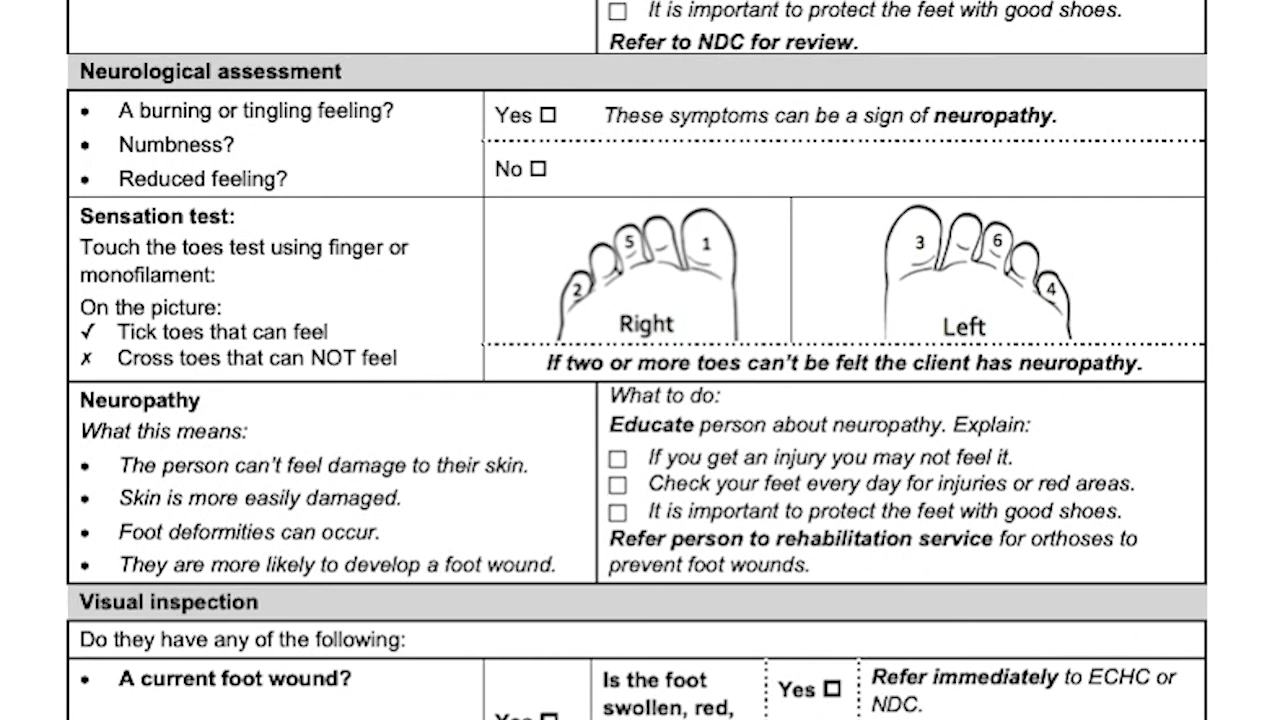 ☐ It is important to protect the feet with good shoes.
Refer to NDC for review.
Neurological assessment
• A burning or tingling feeling?
• Numbness?
• Reduced feeling?
Yes ☐ These symptoms can be a sign of neuropathy.
No ☐
Sensation test:
Touch the toes test using finger or
monofilament:
On the picture:
✓ Tick toes that can feel
✗ Cross toes that can NOT feel
2 5 1
Right
3 6 4
Left
If two or more toes can't be felt the client has neuropathy.
Neuropathy
What this means:
• The person can't feel damage to their skin.
• Skin is more easily damaged.
• Foot deformities can occur.
• They are more likely to develop a foot wound.
What to do:
Educate person about neuropathy. Explain:
☐ If you get an injury you may not feel it.
☐ Check your feet every day for injuries or red areas.
☐ It is important to protect the feet with good shoes.
Refer person to rehabilitation service for orthoses to
prevent foot wounds.
Visual inspection
Do they have any of the following:
• A current foot wound?
Yes ☐
Is the foot
swollen, red,
Yes ☐
Refer immediately to ECHC or
NDC.